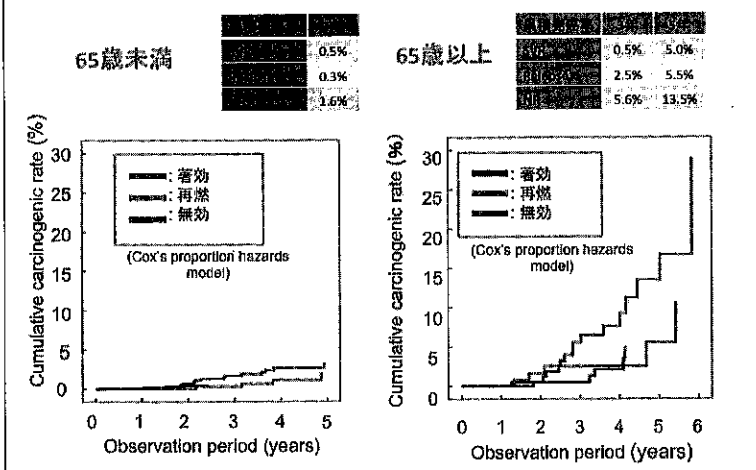 65歳未満
0.5%
0.3%
1.6%
Cumulative carcinogenic rate (%)
30
25
20
15
10
5
0
: 著効
: 再燃
: 無効
(Cox's proportion hazards
model)
0 1 2 3 4 5
Observation period (years)
65歳以上
0.5% 5.0%
2.5% 5.5%
5.6% 13.5%
Cumulative carcinogenic rate (%)
30
25
20
15
10
5
0
: 著効
: 再燃
: 無効
(Cox's proportion hazards
model)
0 1 2 3 4 5 6
Observation period (years)